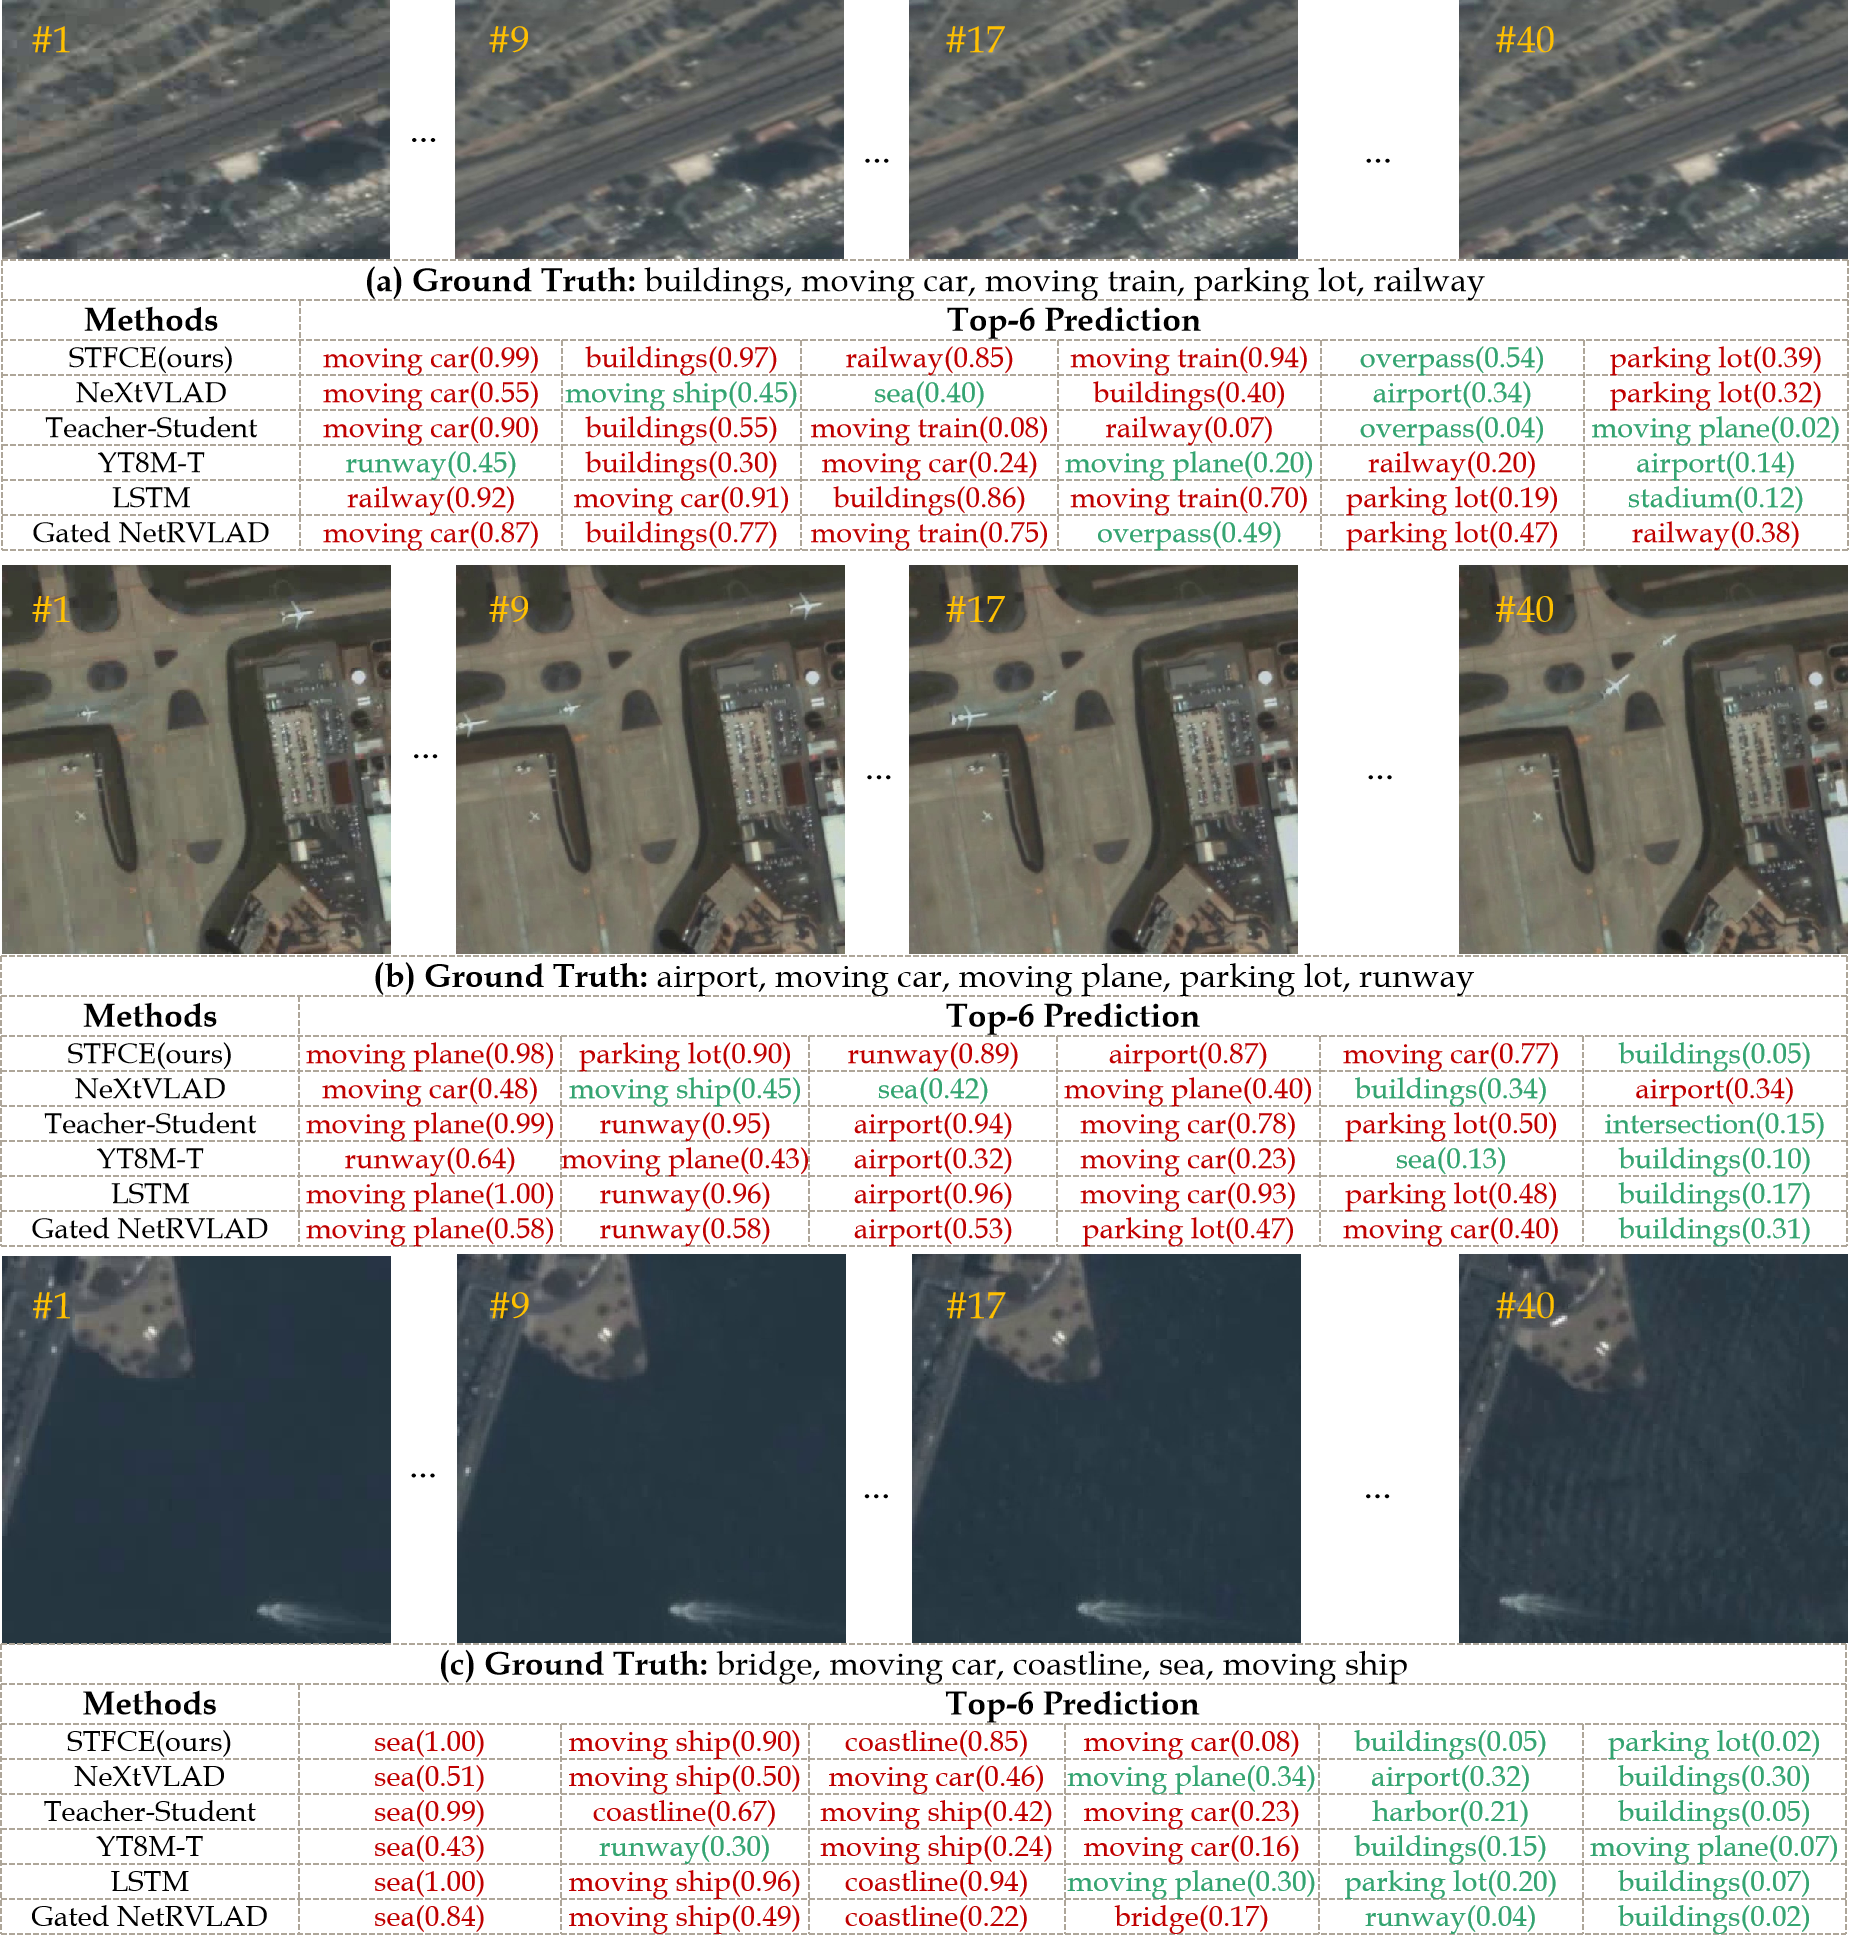 #1 ... #9 ... #17 ... #40
(a) Ground Truth: buildings, moving car, moving train, parking lot, railway
Methods Top-6 Prediction
STFCE(ours) moving car(0.99) buildings(0.97) railway(0.85) moving train(0.94) overpass(0.54) parking lot(0.39)
NeXtVLAD moving car(0.55) moving ship(0.45) sea(0.40) buildings(0.40) airport(0.34) parking lot(0.32)
Teacher-Student moving car(0.90) buildings(0.55) moving train(0.08) railway(0.07) overpass(0.04) moving plane(0.02)
YT8M-T runway(0.45) buildings(0.30) moving car(0.24) moving plane(0.20) railway(0.20) airport(0.14)
LSTM railway(0.92) moving car(0.91) buildings(0.86) moving train(0.70) parking lot(0.19) stadium(0.12)
Gated NetRVLAD moving car(0.87) buildings(0.77) moving train(0.75) overpass(0.49) parking lot(0.47) railway(0.38)
#1 ... #9 ... #17 ... #40
(b) Ground Truth: airport, moving car, moving plane, parking lot, runway
Methods Top-6 Prediction
STFCE(ours) moving plane(0.98) parking lot(0.90) runway(0.89) airport(0.87) moving car(0.77) buildings(0.05)
NeXtVLAD moving car(0.48) moving ship(0.45) sea(0.42) moving plane(0.40) buildings(0.34) airport(0.34)
Teacher-Student moving plane(0.99) runway(0.95) airport(0.94) moving car(0.78) parking lot(0.50) intersection(0.15)
YT8M-T runway(0.64) moving plane(0.43) airport(0.32) moving car(0.23) sea(0.13) buildings(0.10)
LSTM moving plane(1.00) runway(0.96) airport(0.96) moving car(0.93) parking lot(0.48) buildings(0.17)
Gated NetRVLAD moving plane(0.58) runway(0.58) airport(0.53) parking lot(0.47) moving car(0.40) buildings(0.31)
#1 ... #9 ... #17 ... #40
(c) Ground Truth: bridge, moving car, coastline, sea, moving ship
Methods Top-6 Prediction
STFCE(ours) sea(1.00) moving ship(0.90) coastline(0.85) moving car(0.08) buildings(0.05) parking lot(0.02)
NeXtVLAD sea(0.51) moving ship(0.50) moving car(0.46) moving plane(0.34) airport(0.32) buildings(0.30)
Teacher-Student sea(0.99) coastline(0.67) moving ship(0.42) moving car(0.23) harbor(0.21) buildings(0.05)
YT8M-T sea(0.43) runway(0.30) moving ship(0.24) moving car(0.16) buildings(0.15) moving plane(0.07)
LSTM sea(1.00) moving ship(0.96) coastline(0.94) moving plane(0.30) parking lot(0.20) buildings(0.07)
Gated NetRVLAD sea(0.84) moving ship(0.49) coastline(0.22) bridge(0.17) runway(0.04) buildings(0.02)